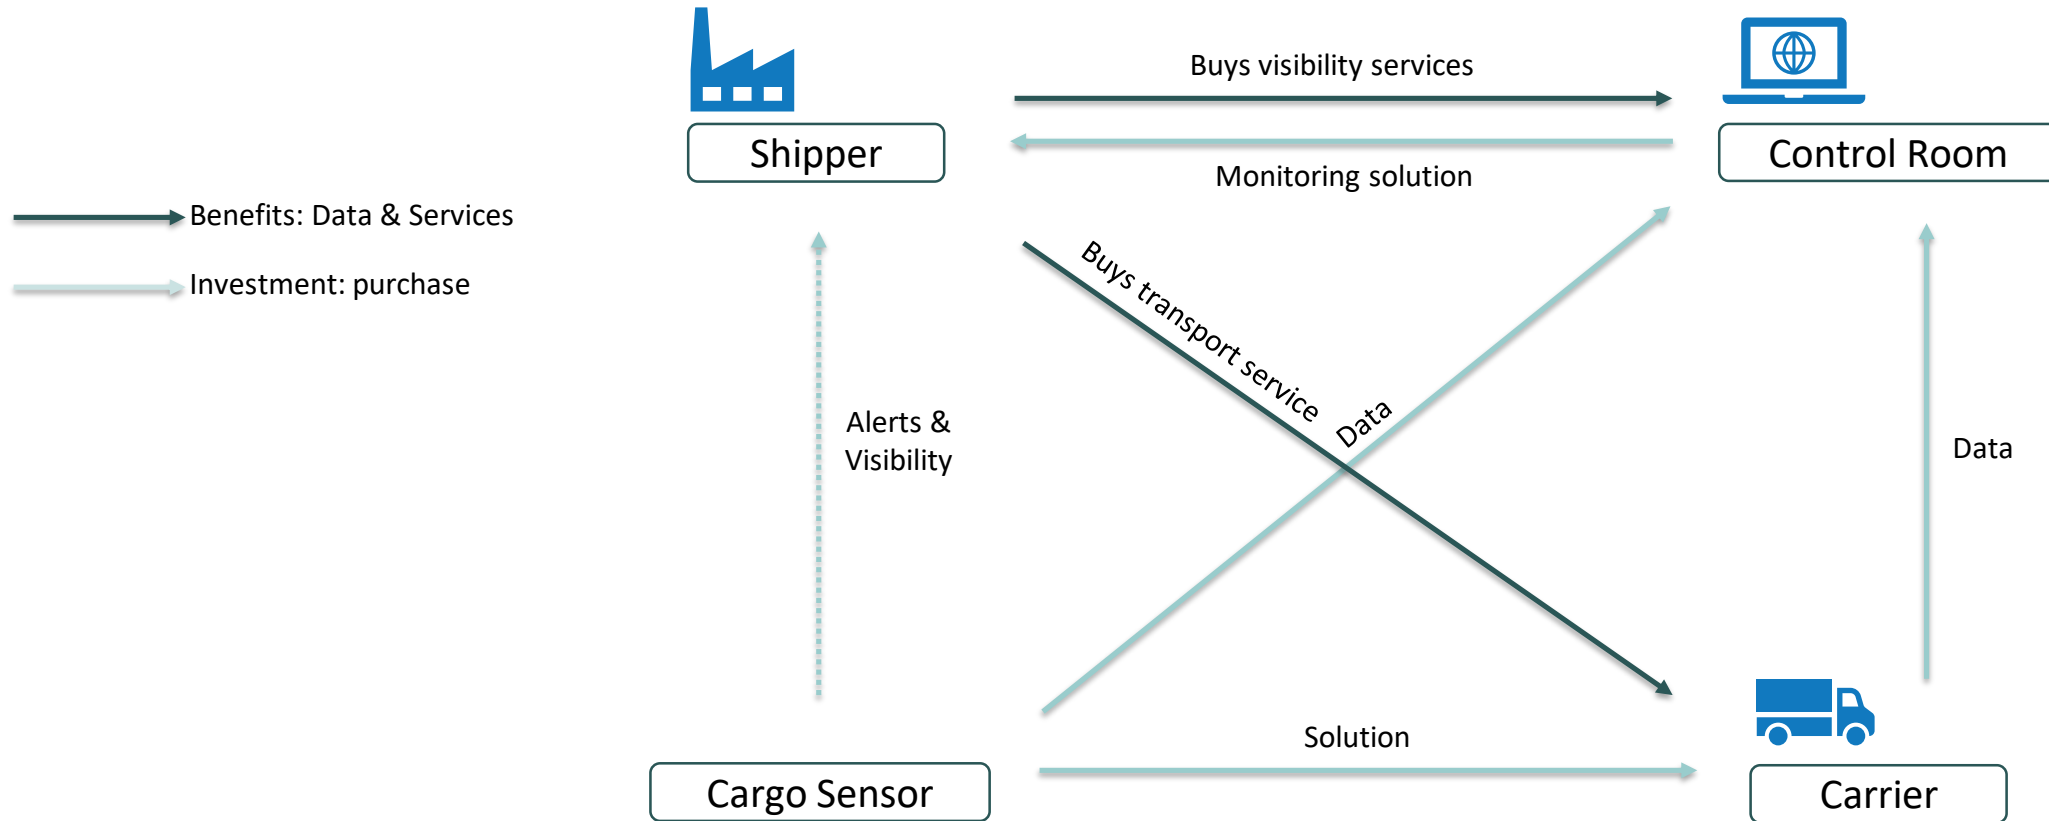 Buys visibility services
Shipper
Control Room
Monitoring solution
Benefits: Data & Services
Investment: purchase
Buys transport service
Data
Alerts &
Visibility
Data
Solution
Cargo Sensor
Carrier